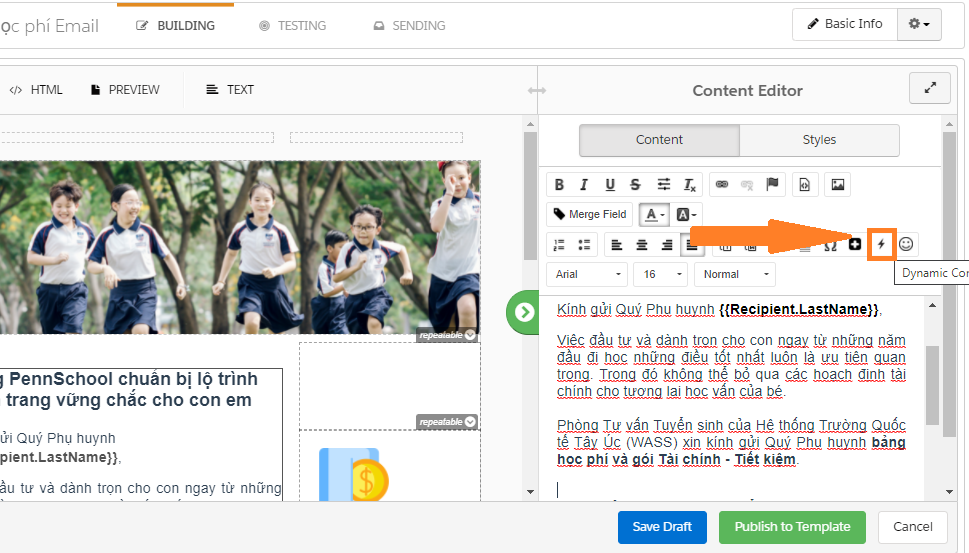 ọc phí Email
BUILDING
TESTING
SENDING
Basic Info
HTML
PREVIEW
TEXT
Content Editor
Content
Styles
Merge Field
Dynamic Con
Arial
16
Normal
repeatable
Kính gửi Quý Phụ huynh {{Recipient.LastName}},
Việc đầu tư và dành trọn cho con ngay từ những năm
đầu đi học những điều tốt nhất luôn là ưu tiên quan
trọng. Trong đó không thể bỏ qua các hoạch định tài
chính cho tương lai học vấn của bé.
Phòng Tư vấn Tuyển sinh của Hệ thống Trường Quốc
tế Tây Úc (WASS) xin kính gửi Quý Phụ huynh bảng
học phí và gói Tài chính - Tiết kiệm.
g PennSchool chuẩn bị lộ trình
trang vững chắc cho con em
repeatable
ửi Quý Phụ huynh
cipient.LastName}},
ầu tư và dành trọn cho con ngay từ những
Save Draft
Publish to Template
Cancel